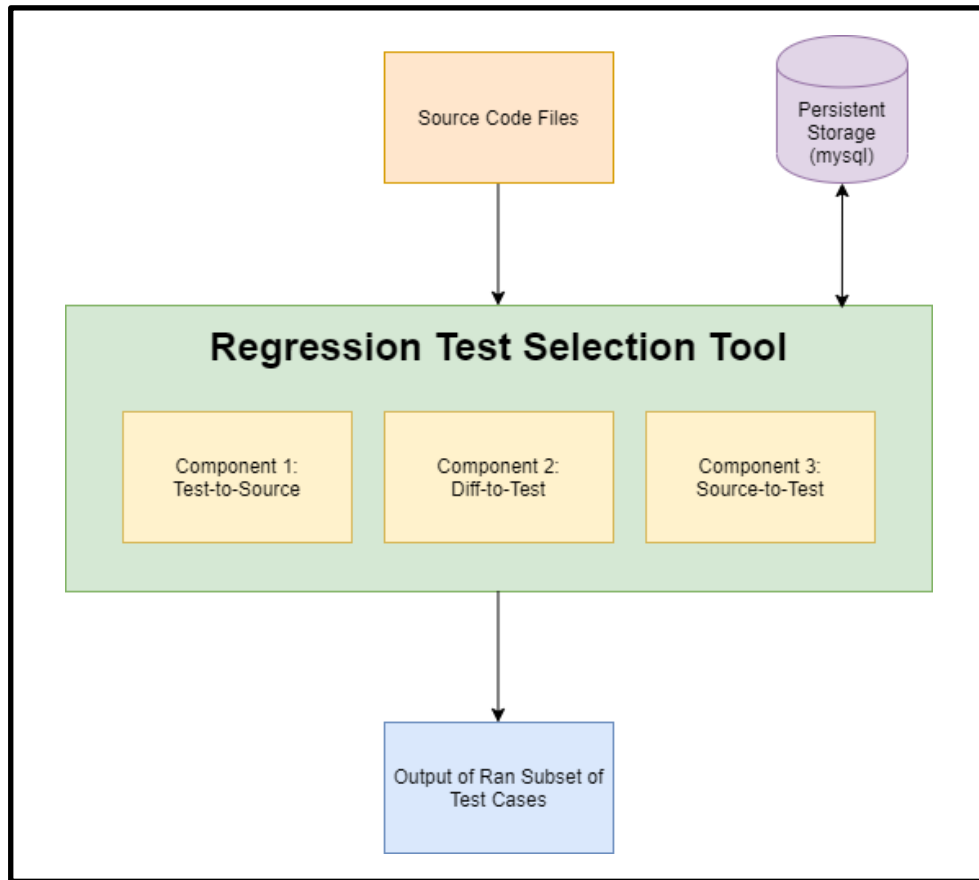 Source Code Files
Persistent
Storage
(mysql)
Regression Test Selection Tool
Component 1:
Test-to-Source
Component 2:
Diff-to-Test
Component 3:
Source-to-Test
Output of Ran Subset of
Test Cases